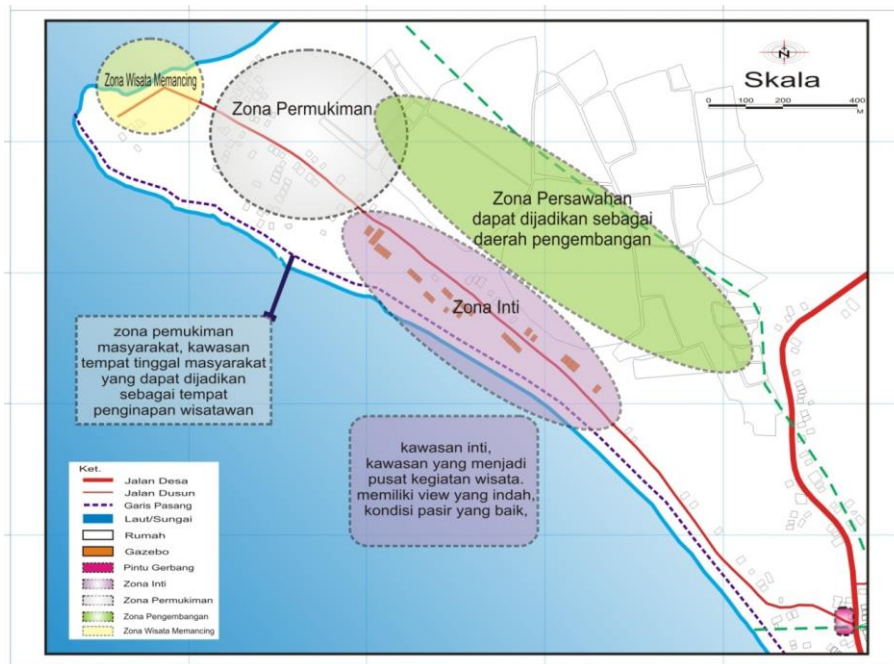 Zona Wisata Memancing
Zona Permukiman
N
Skala
0 100 200 400
M
Zona Persawahan
dapat dijadikan sebagai
daerah pengembangan
Zona Inti
zona pemukiman
masyarakat, kawasan
tempat tinggal masyarakat
yang dapat dijadikan
sebagai tempat
penginapan wisatawan
kawasan inti,
kawasan yang menjadi
pusat kegiatan wisata.
memiliki view yang indah,
kondisi pasir yang baik,
Ket.
Jalan Desa
Jalan Dusun
Garis Pasang
Laut/Sungai
Rumah
Gazebo
Pintu Gerbang
Zona Inti
Zona Permukiman
Zona Pengembangan
Zona Wisata Memancing